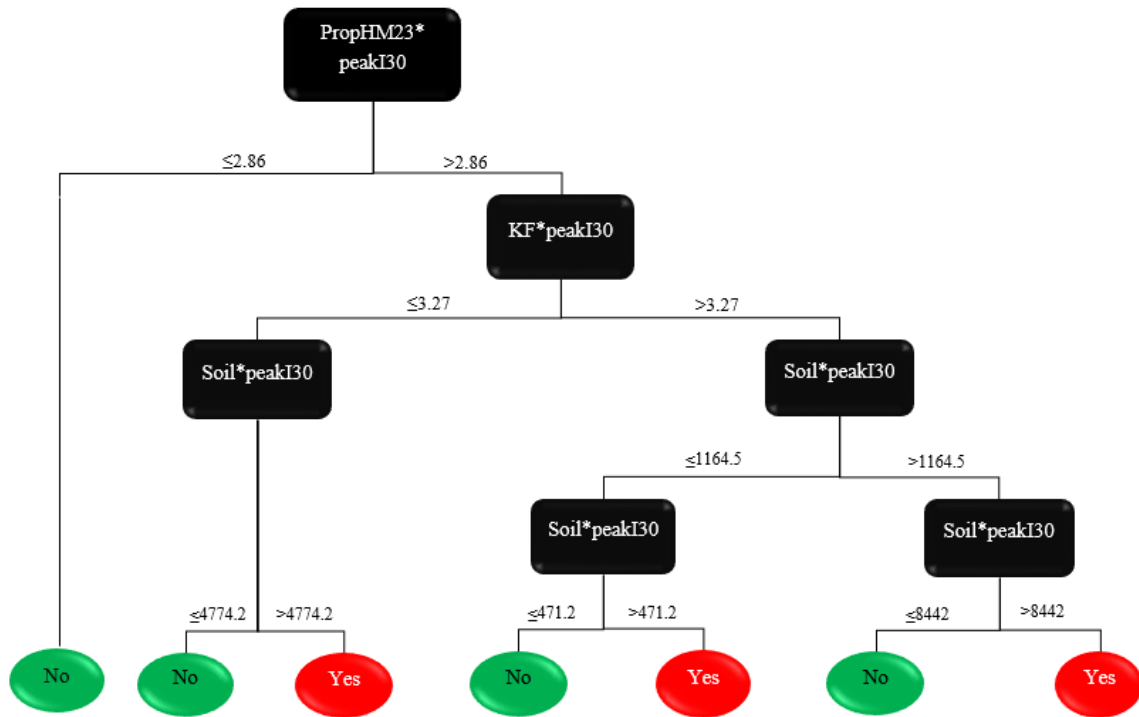 PropHM23*
peakI30
≤2.86
>2.86
KF*peakI30
≤3.27
>3.27
Soil*peakI30
Soil*peakI30
≤1164.5
>1164.5
Soil*peakI30
Soil*peakI30
≤4774.2
>4774.2
≤471.2
>471.2
≤8442
>8442
No
No
Yes
No
Yes
No
Yes